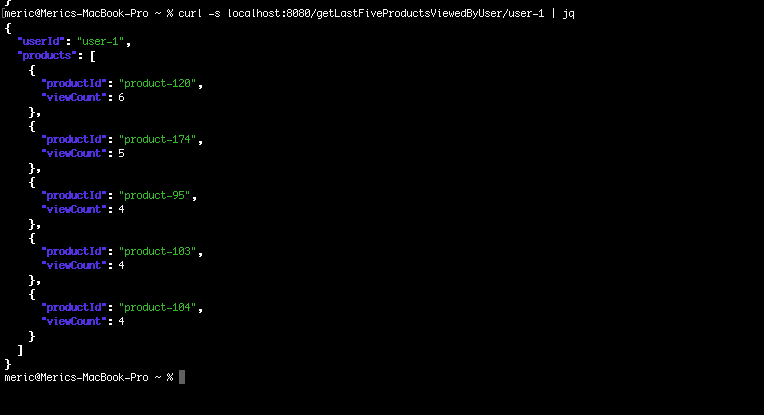 }
meric@Merics-MacBook-Pro ~ % curl -s localhost:8080/getLastFiveProductsViewedByUser/user-1 | jq
{
  "userId": "user-1",
  "products": [
    {
      "productId": "product-120",
      "viewCount": 6
    },
    {
      "productId": "product-174",
      "viewCount": 5
    },
    {
      "productId": "product-95",
      "viewCount": 4
    },
    {
      "productId": "product-103",
      "viewCount": 4
    },
    {
      "productId": "product-104",
      "viewCount": 4
    }
  ]
}
meric@Merics-MacBook-Pro ~ %